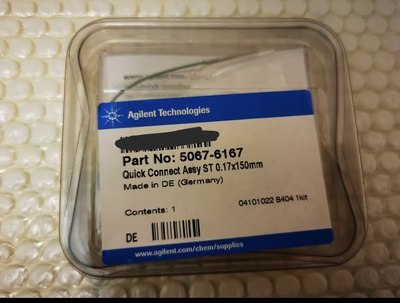 Agilent Technologies
Part No: 5067-6167
Quick Connect Assy ST 0.17x150mm
Made in DE (Germany)
Contents: 1
04101022 B404 1kit
DE
www.agilent.com/chem/supplies